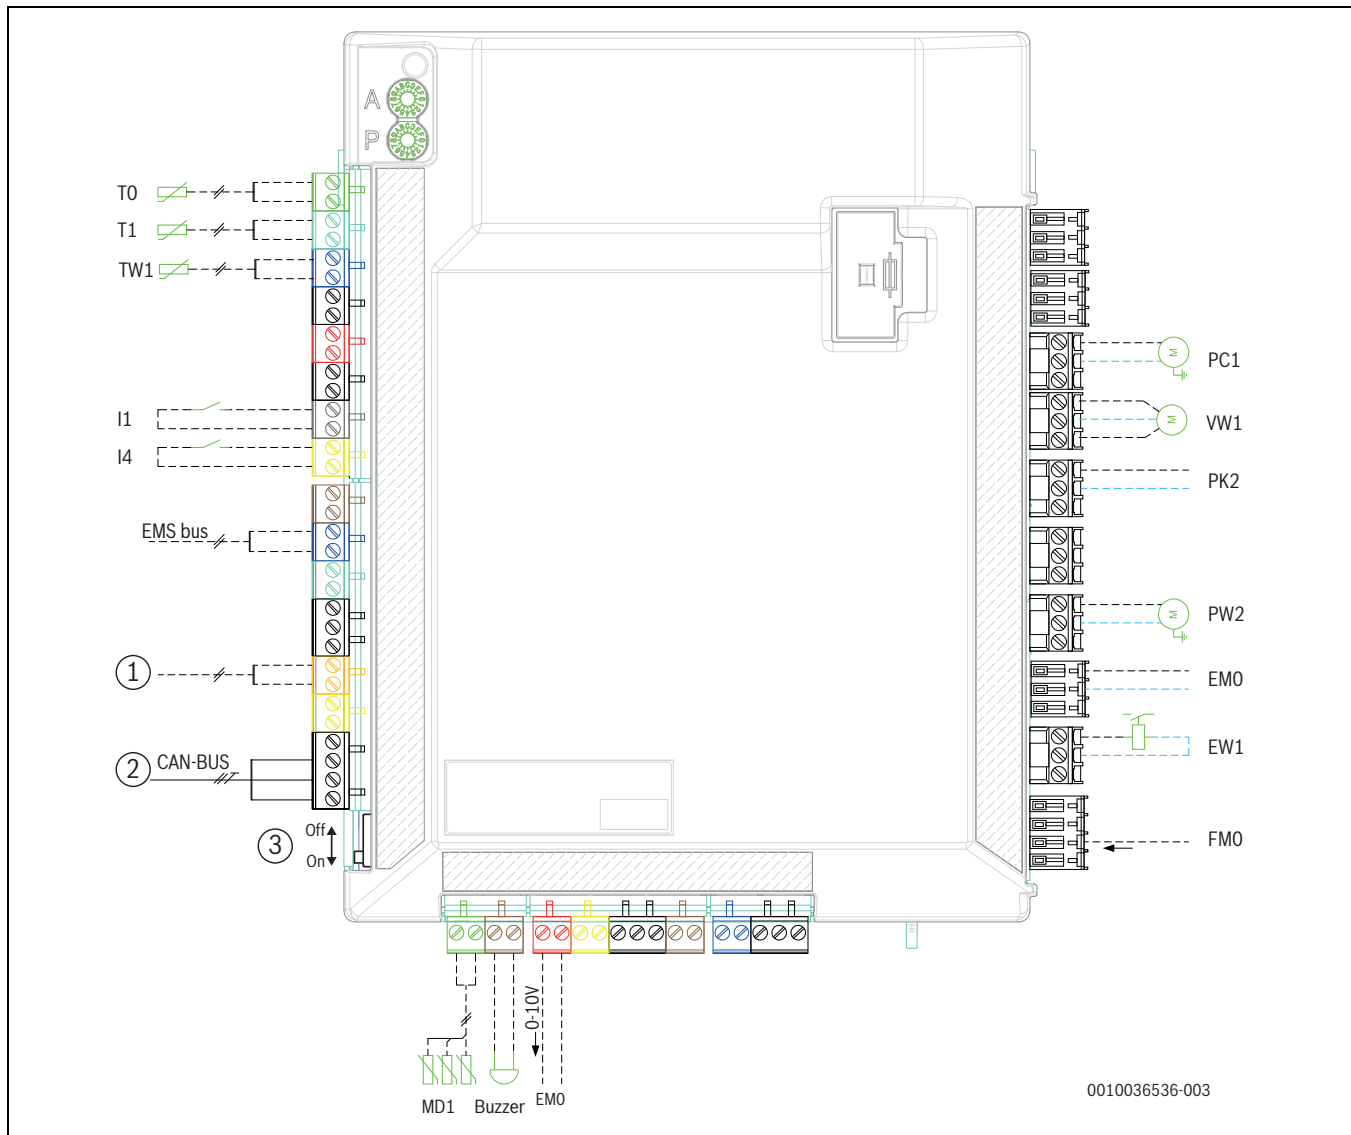 A
P
T0
T1
TW1
I1
I4
EMS bus
1
2 CAN-BUS
3
Off
On
PC1
M
VW1
M
PK2
PW2
M
EM0
EW1
FM0
0-10V
MD1
Buzzer
EM0
0010036536-003